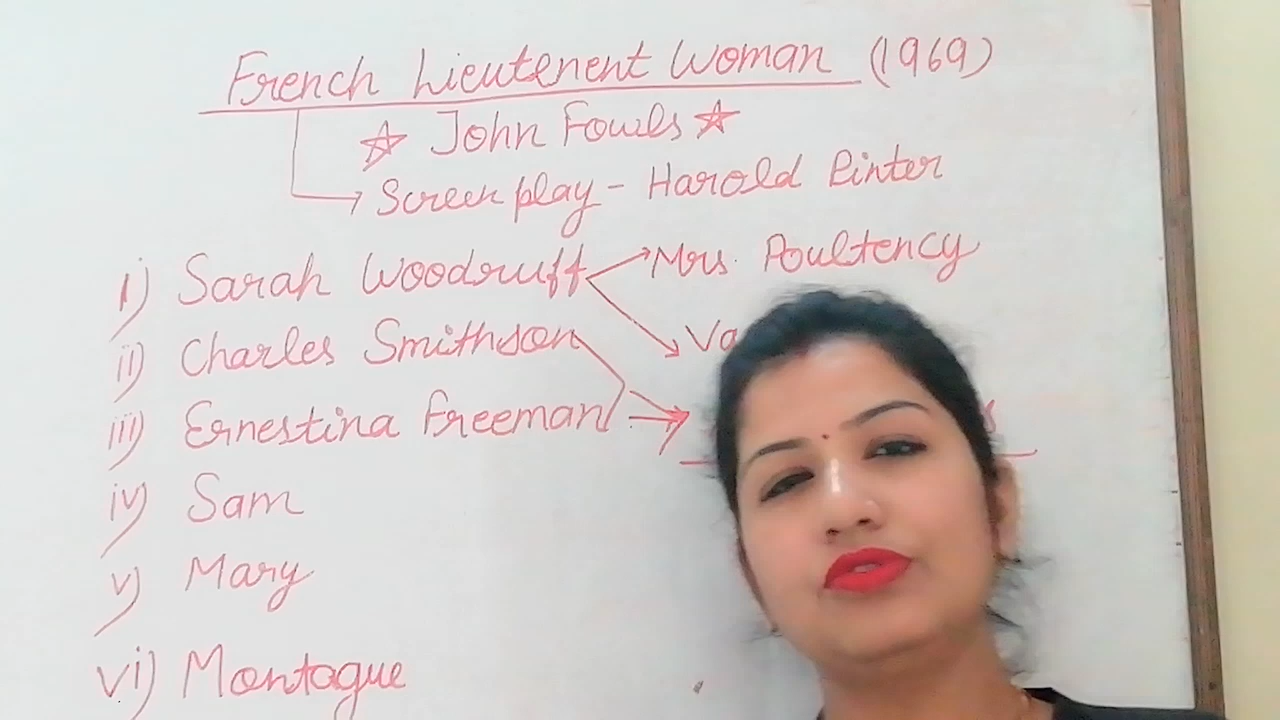 French Lieutenent Woman (1969)
John Fowls
Screen play - Harold Pinter
i) Sarah Woodruff
Mrs. Poultency
ii) Charles Smithson
iii) Ernestina Freeman
iv) Sam
v) Mary
vi) Montague